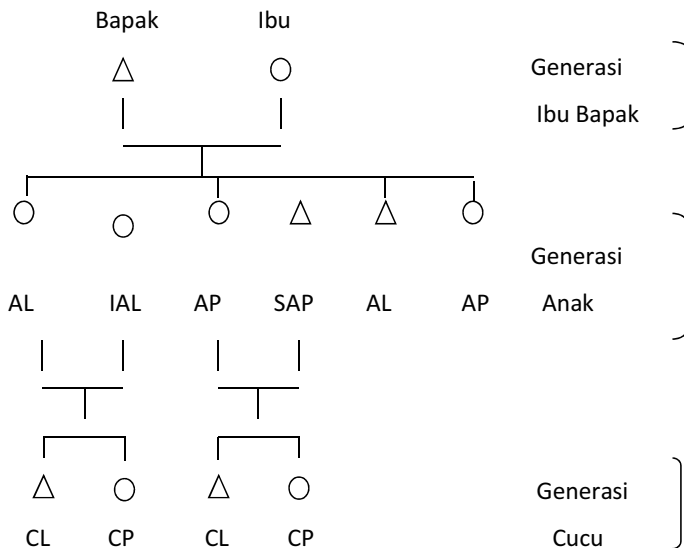 Bapak Ibu
Generasi
Ibu Bapak
Generasi
AL IAL AP SAP AL AP Anak
Generasi
CL CP CL CP Cucu